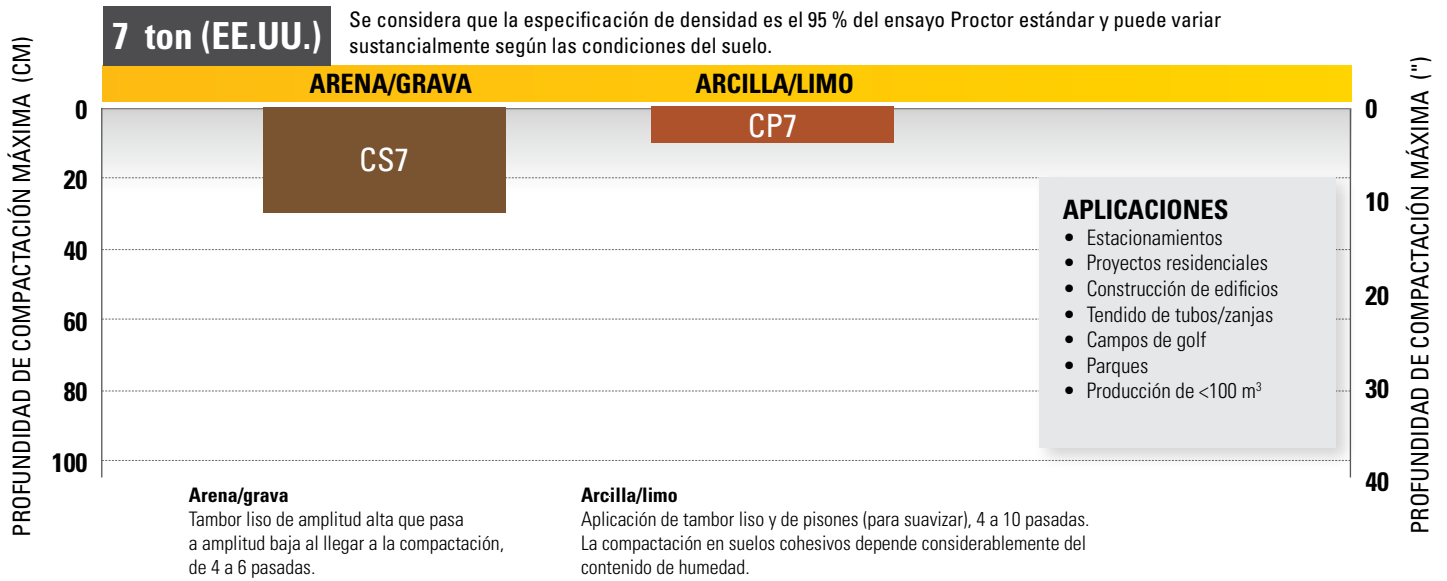 7 ton (EE.UU.)
Se considera que la especificación de densidad es el 95 % del ensayo Proctor estándar y puede variar
sustancialmente según las condiciones del suelo.
PROFUNDIDAD DE COMPACTACIÓN MÁXIMA (CM)
ARENA/GRAVA
ARCILLA/LIMO
0
20
40
60
80
100
CS7
CP7
APLICACIONES
• Estacionamientos
• Proyectos residenciales
• Construcción de edificios
• Tendido de tubos/zanjas
• Campos de golf
• Parques
• Producción de <100 m³
0
10
20
30
40
PROFUNDIDAD DE COMPACTACIÓN MÁXIMA (")
Arena/grava
Tambor liso de amplitud alta que pasa
a amplitud baja al llegar a la compactación,
de 4 a 6 pasadas.
Arcilla/limo
Aplicación de tambor liso y de pisones (para suavizar), 4 a 10 pasadas.
La compactación en suelos cohesivos depende considerablemente del
contenido de humedad.